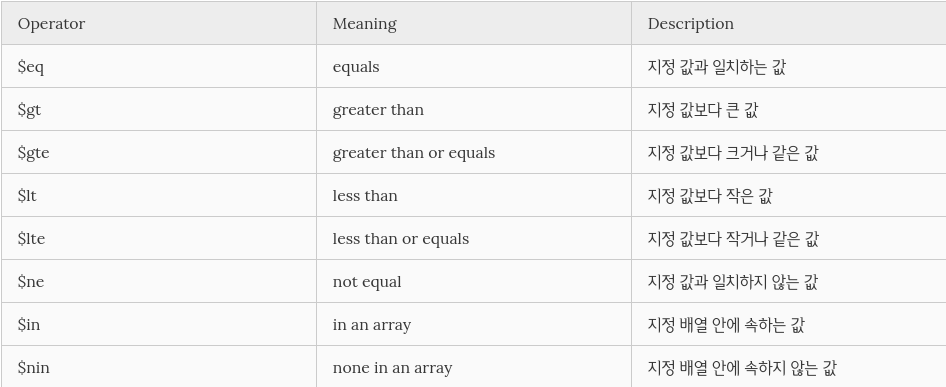 Operator Meaning Description
$eq equals 지정 값과 일치하는 값
$gt greater than 지정 값보다 큰 값
$gte greater than or equals 지정 값보다 크거나 같은 값
$lt less than 지정 값보다 작은 값
$lte less than or equals 지정 값보다 작거나 같은 값
$ne not equal 지정 값과 일치하지 않는 값
$in in an array 지정 배열 안에 속하는 값
$nin none in an array 지정 배열 안에 속하지 않는 값